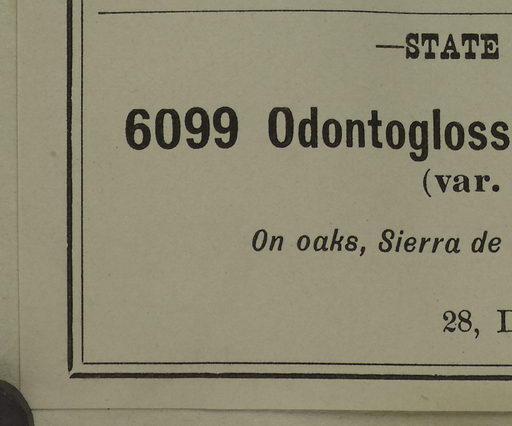 —STATE
6099 Odontogloss
(var.
On oaks, Sierra de
28,